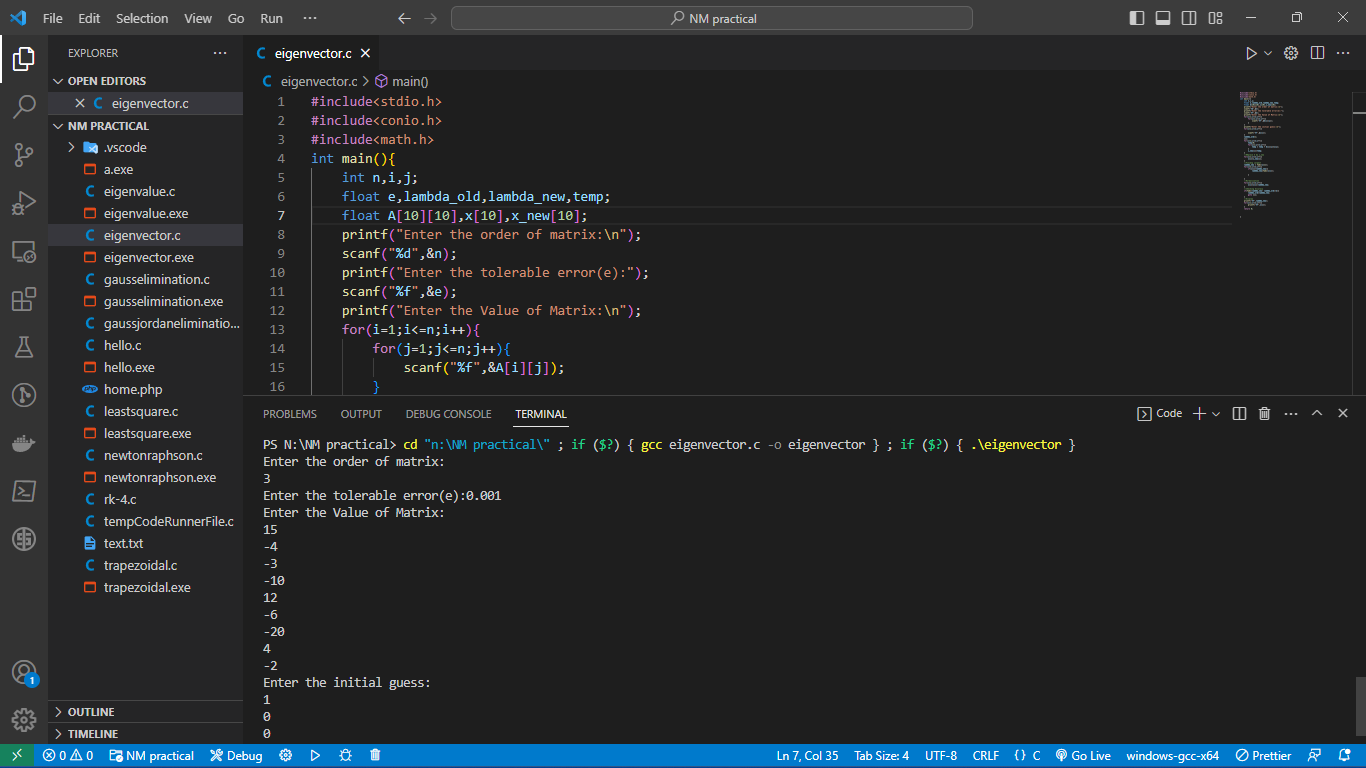 File Edit Selection View Go Run ··· NM practical
EXPLORER ···
OPEN EDITORS
eigenvector.c
NM PRACTICAL
.vscode
a.exe
eigenvalue.c
eigenvalue.exe
eigenvector.c
eigenvector.exe
gausselimination.c
gausselimination.exe
gaussjordaneliminatio...
hello.c
hello.exe
home.php
leastsquare.c
leastsquare.exe
newtonraphson.c
newtonraphson.exe
rk-4.c
tempCodeRunnerFile.c
text.txt
trapezoidal.c
trapezoidal.exe
OUTLINE
TIMELINE
1
eigenvector.c
eigenvector.c > main()
1 #include<stdio.h>
2 #include<conio.h>
3 #include<math.h>
4 int main(){
5 int n,i,j;
6 float e,lambda_old,lambda_new,temp;
7 float A[10][10],x[10],x_new[10];
8 printf("Enter the order of matrix:\n");
9 scanf("%d",&n);
10 printf("Enter the tolerable error(e):");
11 scanf("%f",&e);
12 printf("Enter the Value of Matrix:\n");
13 for(i=1;i<=n;i++){
14 for(j=1;j<=n;j++){
15 scanf("%f",&A[i][j]);
16 }
PROBLEMS OUTPUT DEBUG CONSOLE TERMINAL Code
PS N:\NM practical> cd "n:\NM practical\" ; if ($?) { gcc eigenvector.c -o eigenvector } ; if ($?) { .\eigenvector }
Enter the order of matrix:
3
Enter the tolerable error(e):0.001
Enter the Value of Matrix:
15
-4
-3
-10
12
-6
-20
4
-2
Enter the initial guess:
1
0
0
0 0 NM practical Debug Ln 7, Col 35 Tab Size: 4 UTF-8 CRLF {} C Go Live windows-gcc-x64 Prettier